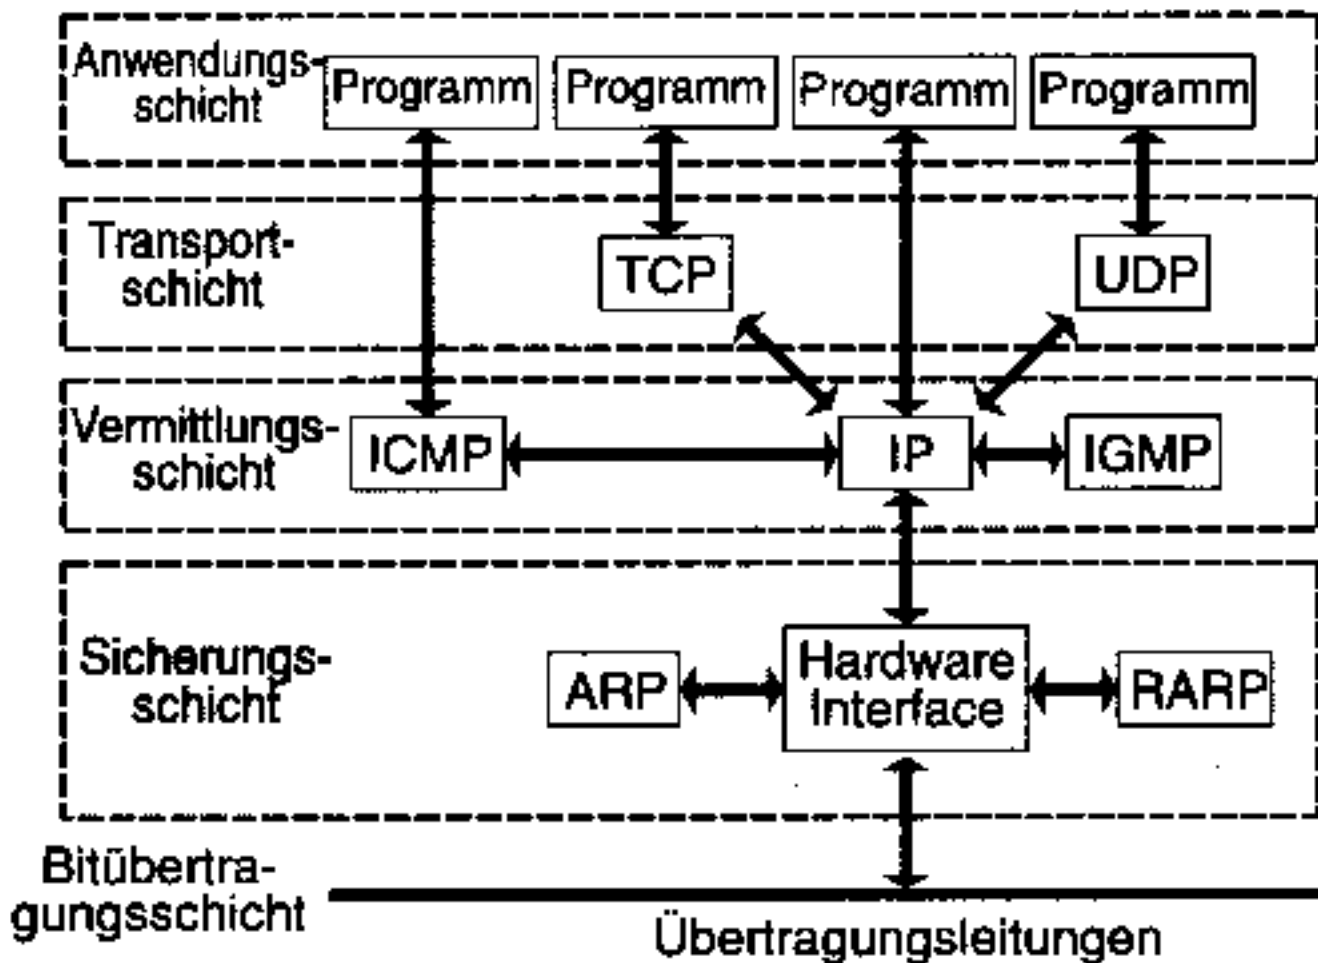 Anwendungs-
schicht
Programm
Programm
Programm
Programm
Transport-
schicht
TCP
UDP
Vermittlungs-
schicht
ICMP
IP
IGMP
Sicherungs-
schicht
ARP
Hardware
Interface
RARP
Bitübertra-
gungsschicht
Übertragungsleitungen